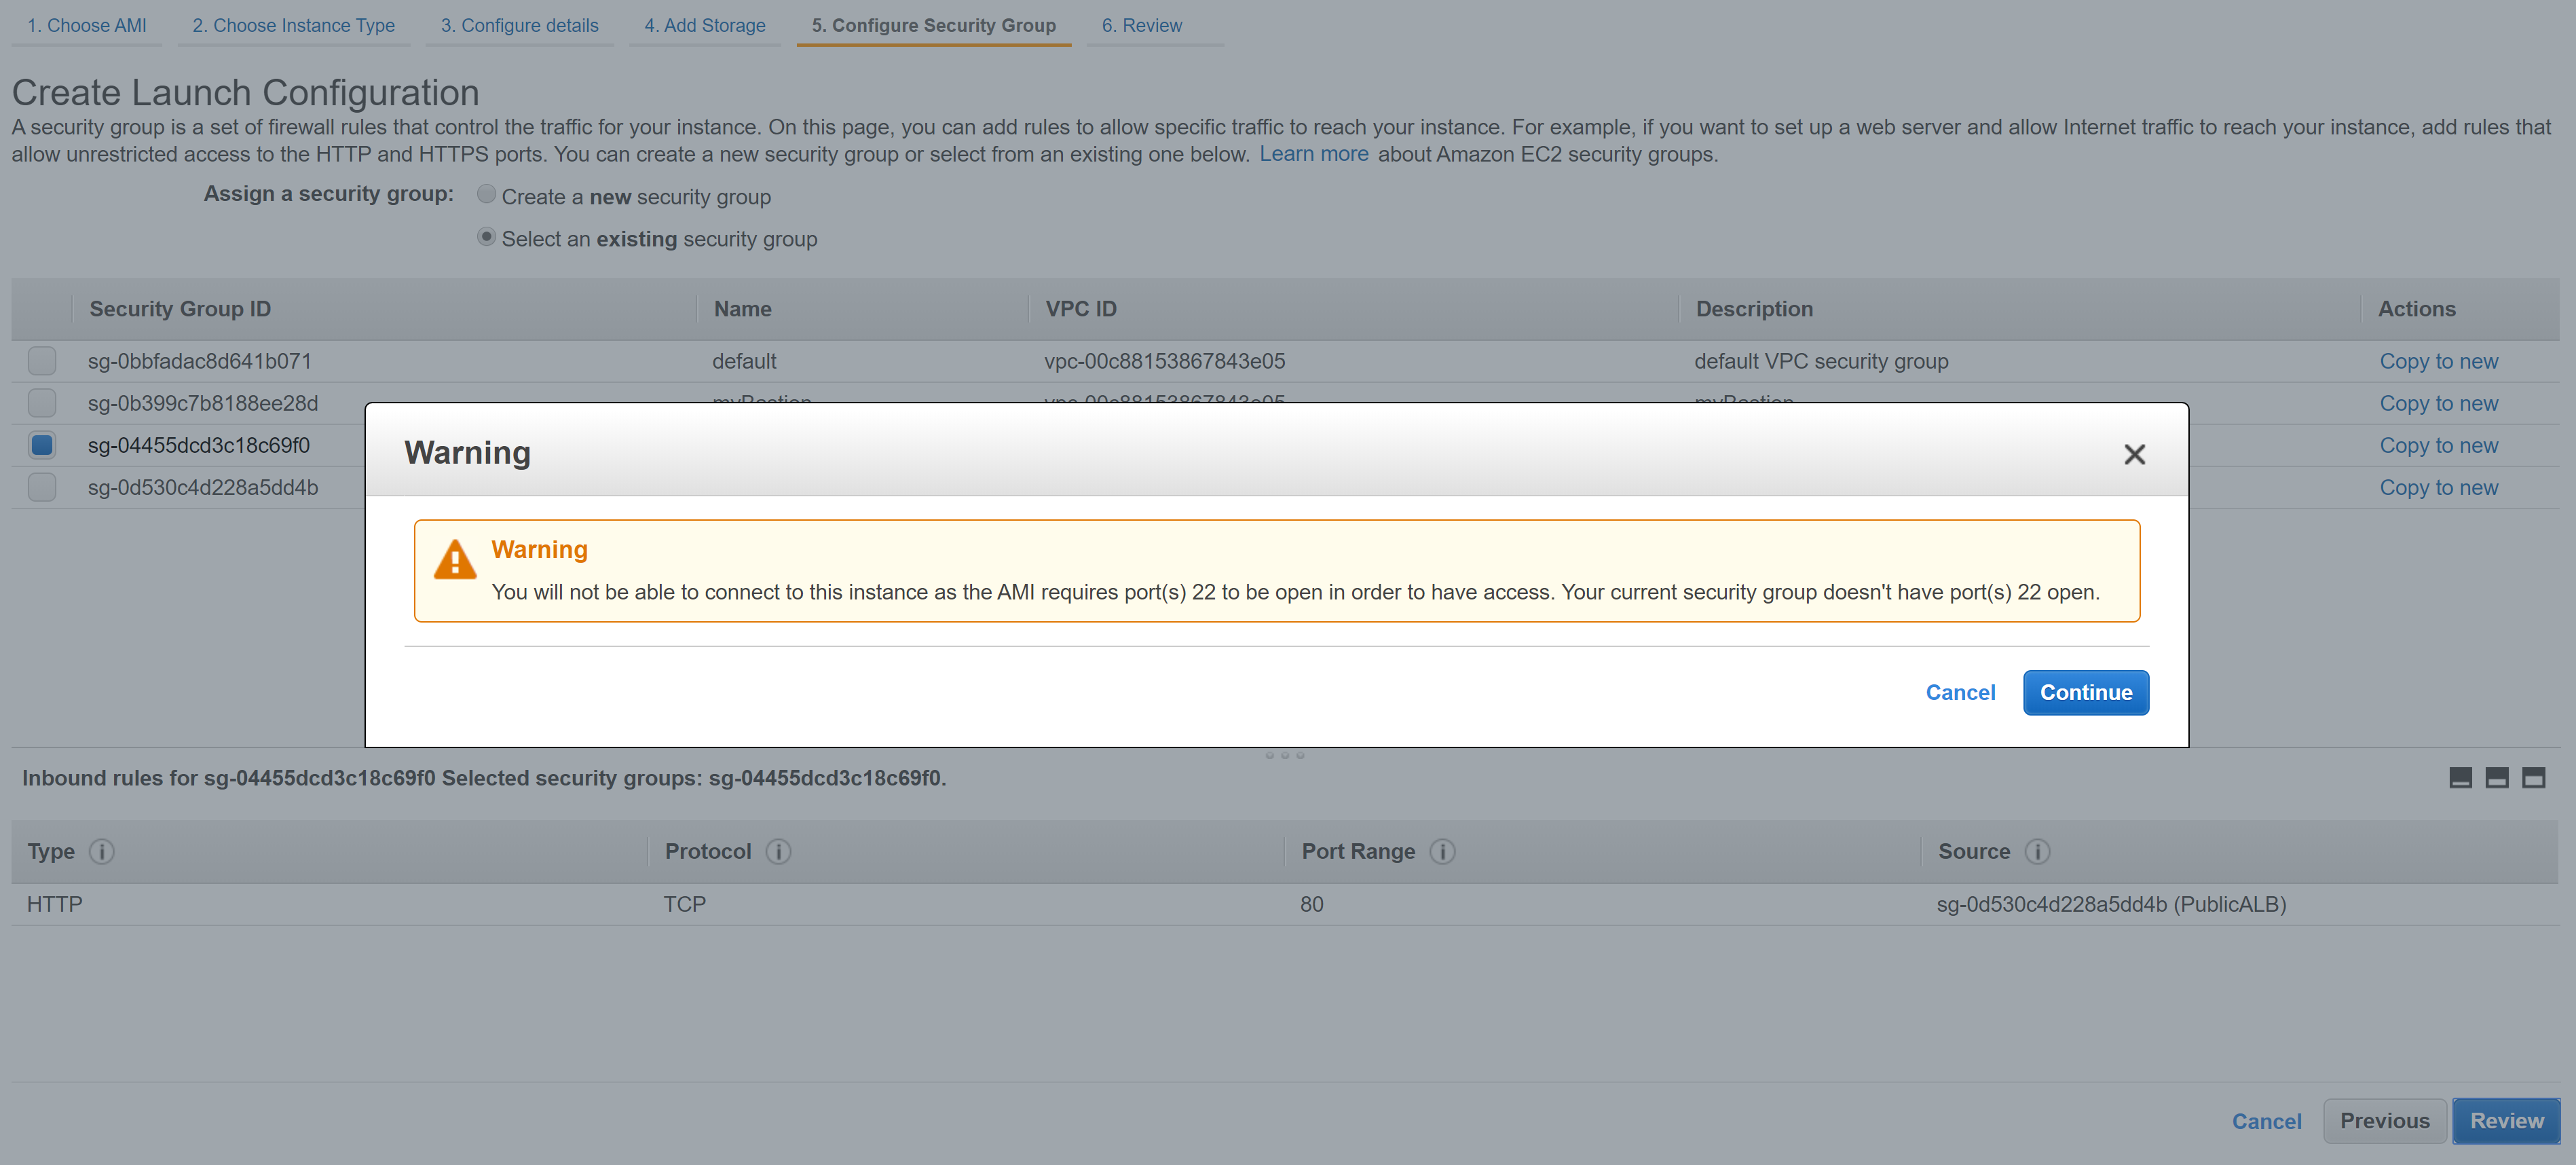 1. Choose AMI 2. Choose Instance Type 3. Configure details 4. Add Storage 5. Configure Security Group 6. Review
Create Launch Configuration
A security group is a set of firewall rules that control the traffic for your instance. On this page, you can add rules to allow specific traffic to reach your instance. For example, if you want to set up a web server and allow Internet traffic to reach your instance, add rules that
allow unrestricted access to the HTTP and HTTPS ports. You can create a new security group or select from an existing one below. Learn more about Amazon EC2 security groups.
Assign a security group: Create a new security group
Select an existing security group
Security Group ID Name VPC ID Description Actions
sg-0bbfadac8d641b071 default vpc-00c88153867843e05 default VPC security group Copy to new
sg-0b399c7b8188ee28d myBastion vpc-00c88153867843e05 myBastion Copy to new
sg-04455dcd3c18c69f0 Copy to new
sg-0d530c4d228a5dd4b Copy to new
Warning
Warning
You will not be able to connect to this instance as the AMI requires port(s) 22 to be open in order to have access. Your current security group doesn't have port(s) 22 open.
Cancel Continue
Inbound rules for sg-04455dcd3c18c69f0 Selected security groups: sg-04455dcd3c18c69f0.
Type Protocol Port Range Source
HTTP TCP 80 sg-0d530c4d228a5dd4b (PublicALB)
Cancel Previous Review